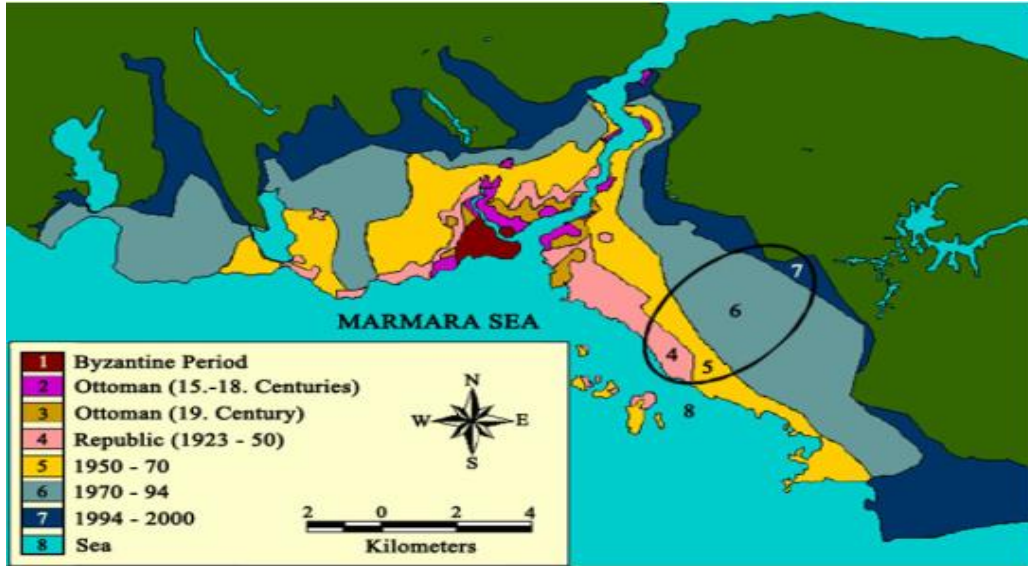 7
6
4
5
8
MARMARA SEA
1 Byzantine Period
2 Ottoman (15.-18. Centuries)
3 Ottoman (19. Century)
4 Republic (1923 - 50)
5 1950 - 70
6 1970 - 94
7 1994 - 2000
8 Sea
N
W E
S
2 0 2 4
Kilometers